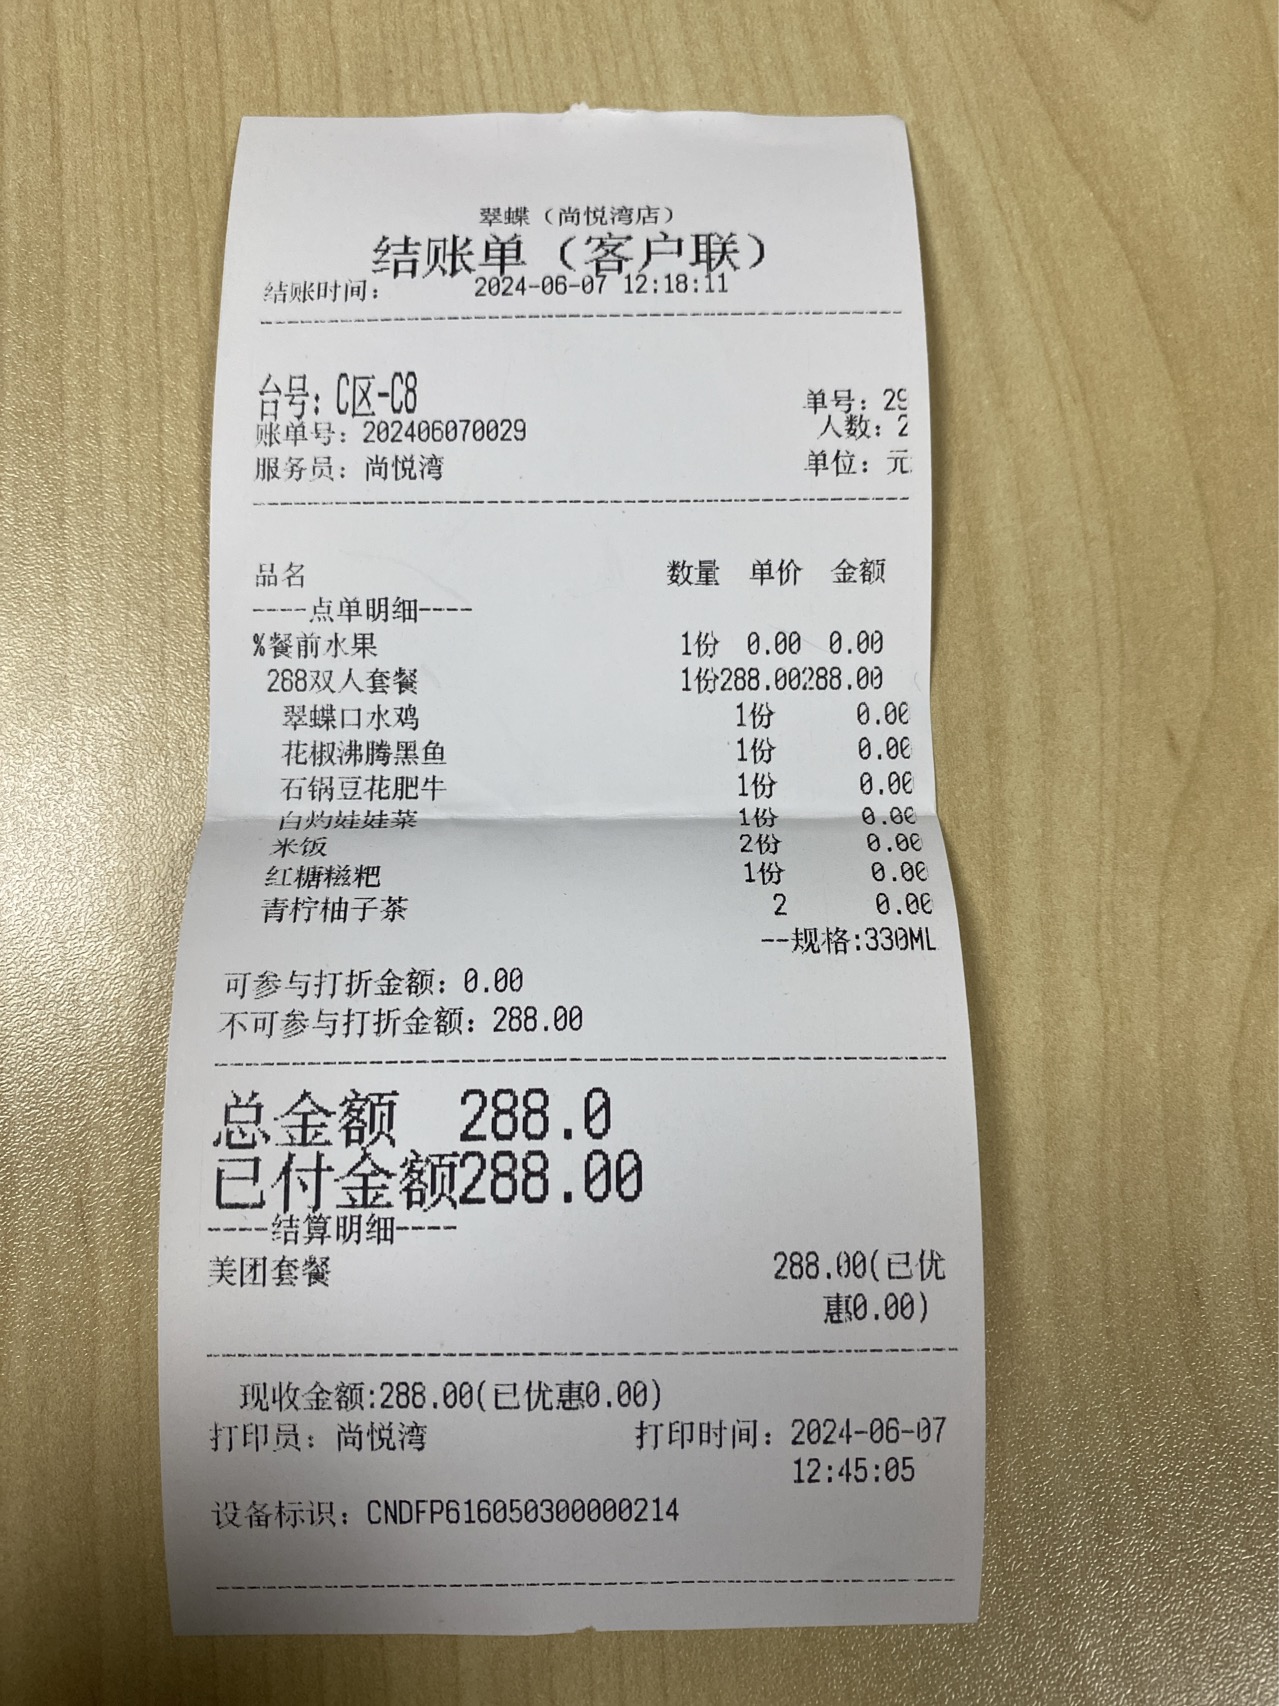 翠蝶（尚悦湾店）
结账单（客户联）
结账时间： 2024-06-07 12:18:11
台号：C区-C8
单号：29
账单号：202406070029
人数：2
服务员：尚悦湾
单位：元
品名 数量 单价 金额
----点单明细----
%餐前水果 1份 0.00 0.00
288双人套餐 1份288.00288.00
翠蝶口水鸡 1份 0.00
花椒沸腾黑鱼 1份 0.00
石锅豆花肥牛 1份 0.00
白灼娃娃菜 1份 0.00
米饭 2份 0.00
红糖糍粑 1份 0.00
青柠柚子茶 2 0.00
--规格:330ML
可参与打折金额：0.00
不可参与打折金额：288.00
总金额 288.0
已付金额288.00
----结算明细----
美团套餐 288.00(已优
惠0.00)
现收金额:288.00(已优惠0.00)
打印员：尚悦湾 打印时间：2024-06-07
12:45:05
设备标识：CNDFP616050300000214